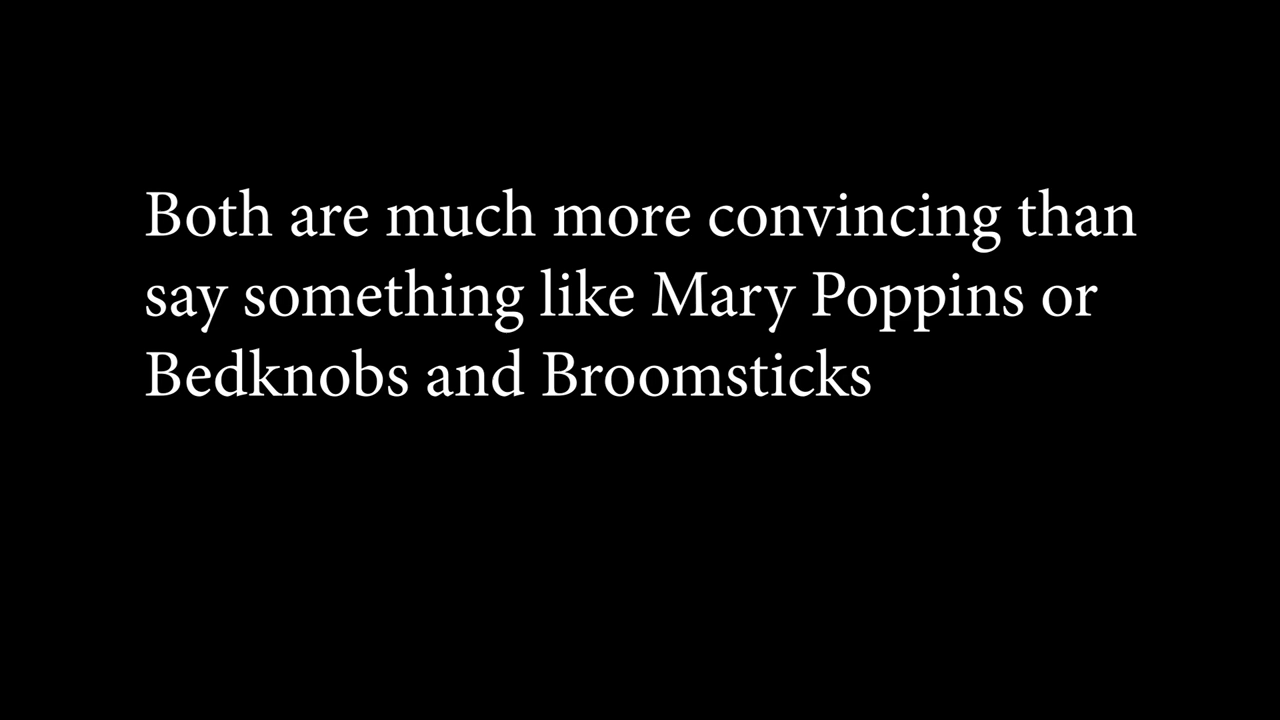 Both are much more convincing than
say something like Mary Poppins or
Bedknobs and Broomsticks